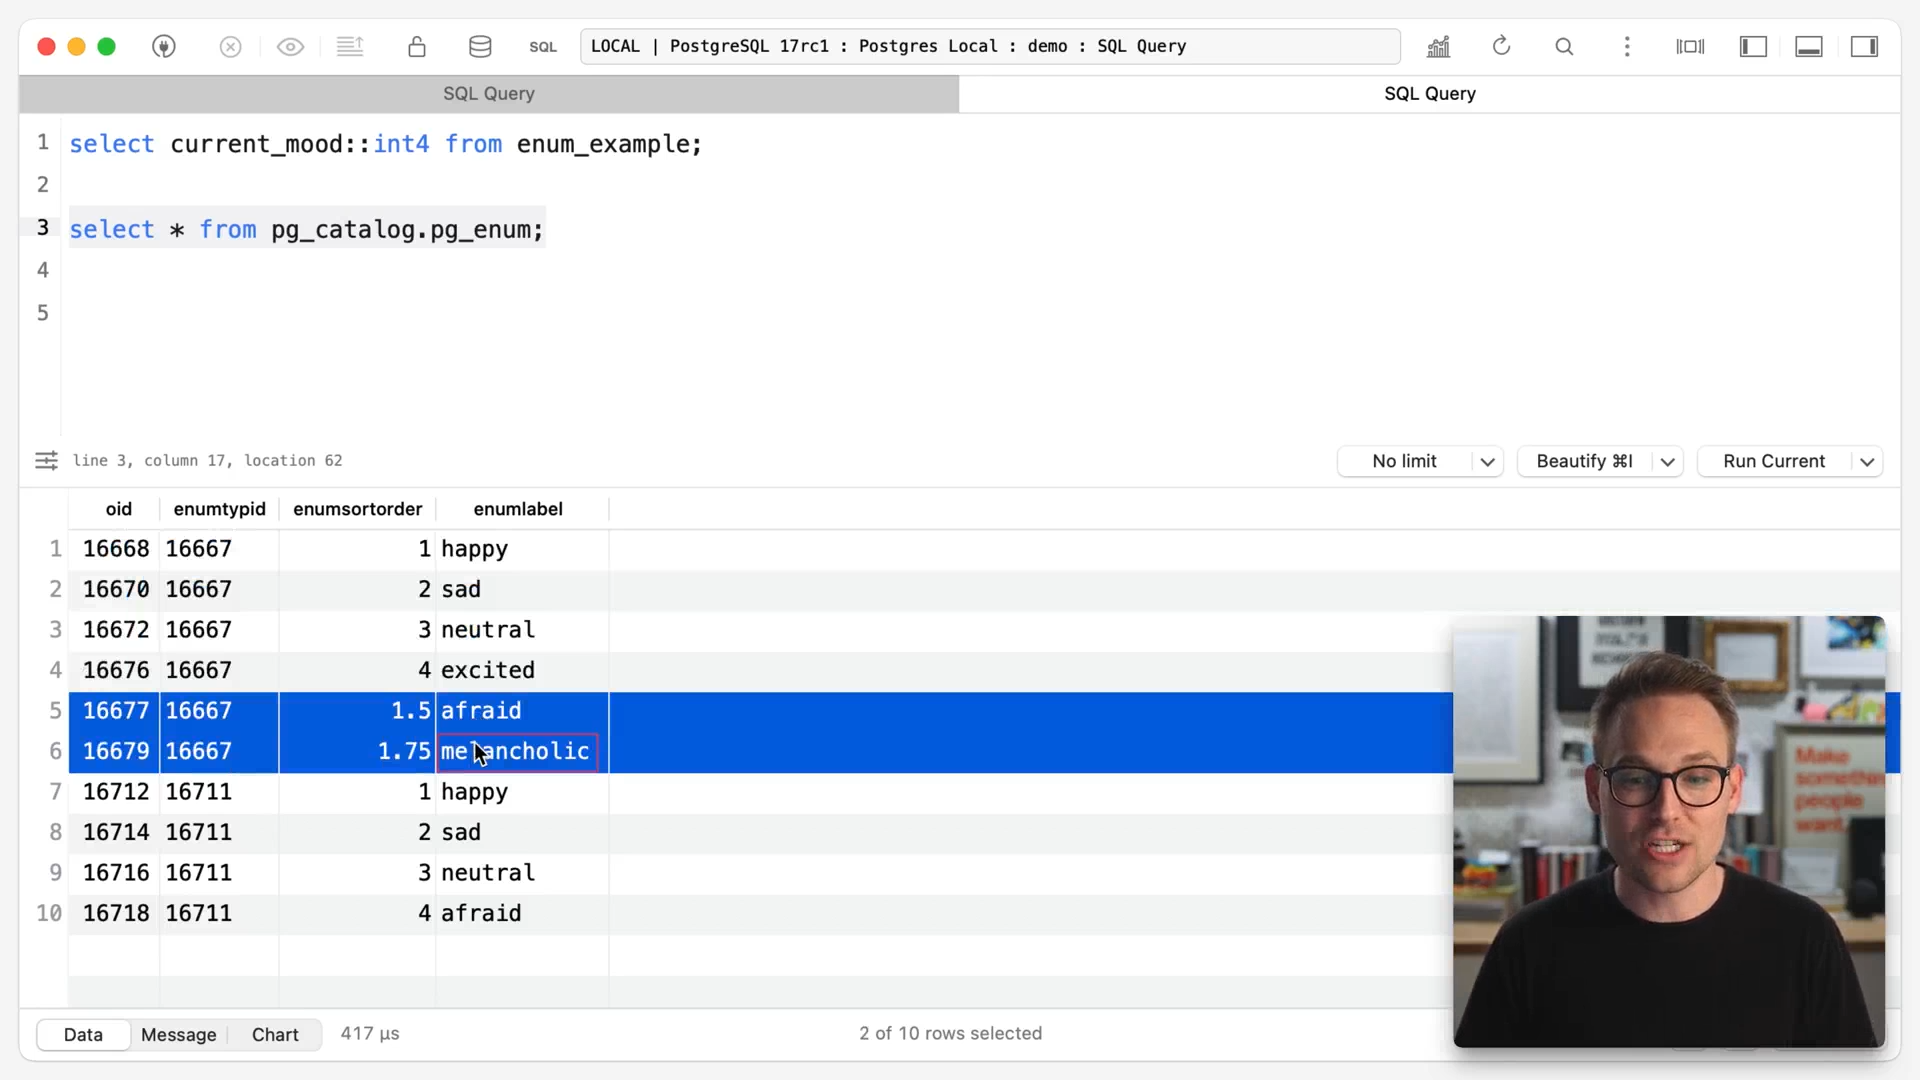 SQL LOCAL | PostgreSQL 17rc1 : Postgres Local : demo : SQL Query
SQL Query SQL Query
1 select current_mood::int4 from enum_example;
2
3 select * from pg_catalog.pg_enum;
4
5
line 3, column 17, location 62 No limit Beautify ⌘I Run Current
oid enumtypid enumsortorder enumlabel
1 16668 16667 1 happy
2 16670 16667 2 sad
3 16672 16667 3 neutral
4 16676 16667 4 excited
5 16677 16667 1.5 afraid
6 16679 16667 1.75 melancholic
7 16712 16711 1 happy
8 16714 16711 2 sad
9 16716 16711 3 neutral
10 16718 16711 4 afraid
Make
something
people
want.
Data Message Chart 417 µs 2 of 10 rows selected